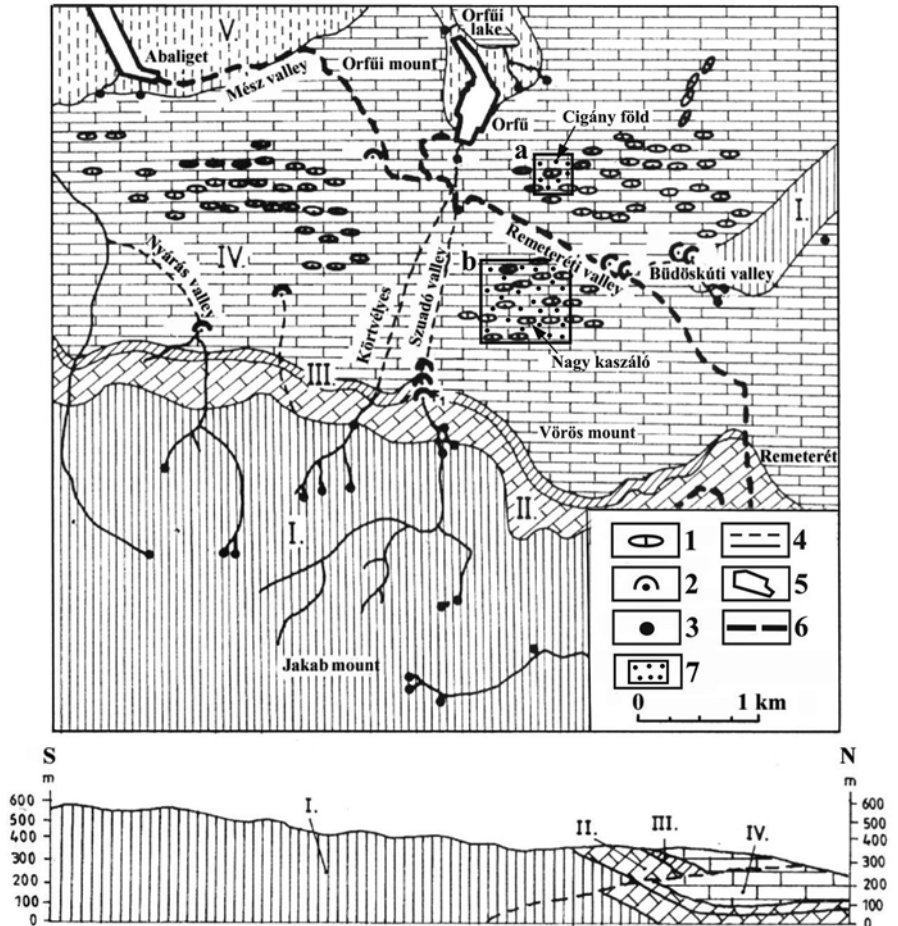 V.
Abaliget
Mész valley
Orfűi mount
Orfűi
lake
Orfű
Cigány föld
a
I.
Nyárás valley
IV.
Körtvélyes
Szuadó valley
b
Remeteréti valley
Büdöskúti valley
Nagy kaszáló
III.
Vörös mount
Remeterét
II.
I.
Jakab mount
1
2
3
4
5
6
7
0 1 km
S N
m m
600
500
400
300
200
100
0
I.
II.
III.
IV.
600
500
400
300
200
100
0